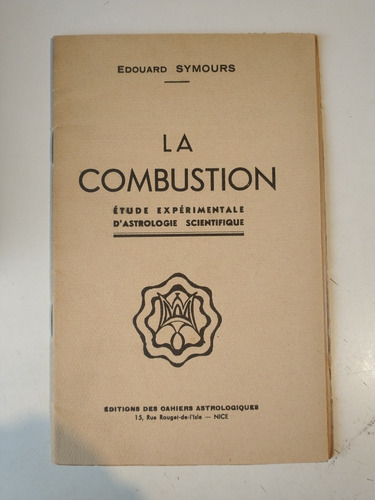 EDOUARD SYMOURS
LA
COMBUSTION
ÉTUDE EXPÉRIMENTALE
D'ASTROLOGIE SCIENTIFIQUE
ÉDITIONS DES CAHIERS ASTROLOGIQUES
15, Rue Rouget-de-l'Isle — NICE